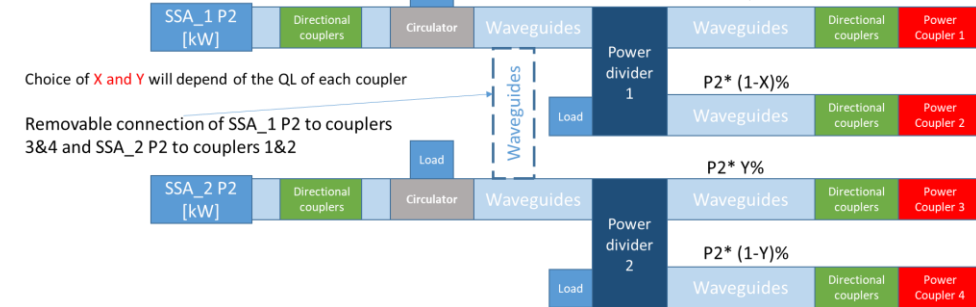 SSA_1 P2
[kW]
Directional
couplers
Circulator
Waveguides
Waveguides
Directional
couplers
Power
Coupler 1
Power
divider
1
Choice of X and Y will depend of the QL of each coupler
P2* (1-X)%
Waveguides
Removable connection of SSA_1 P2 to couplers
3&4 and SSA_2 P2 to couplers 1&2
Load
Waveguides
Directional
couplers
Power
Coupler 2
Load
P2* Y%
SSA_2 P2
[kW]
Directional
couplers
Circulator
Waveguides
Waveguides
Directional
couplers
Power
Coupler 3
Power
divider
2
P2* (1-Y)%
Load
Waveguides
Directional
couplers
Power
Coupler 4